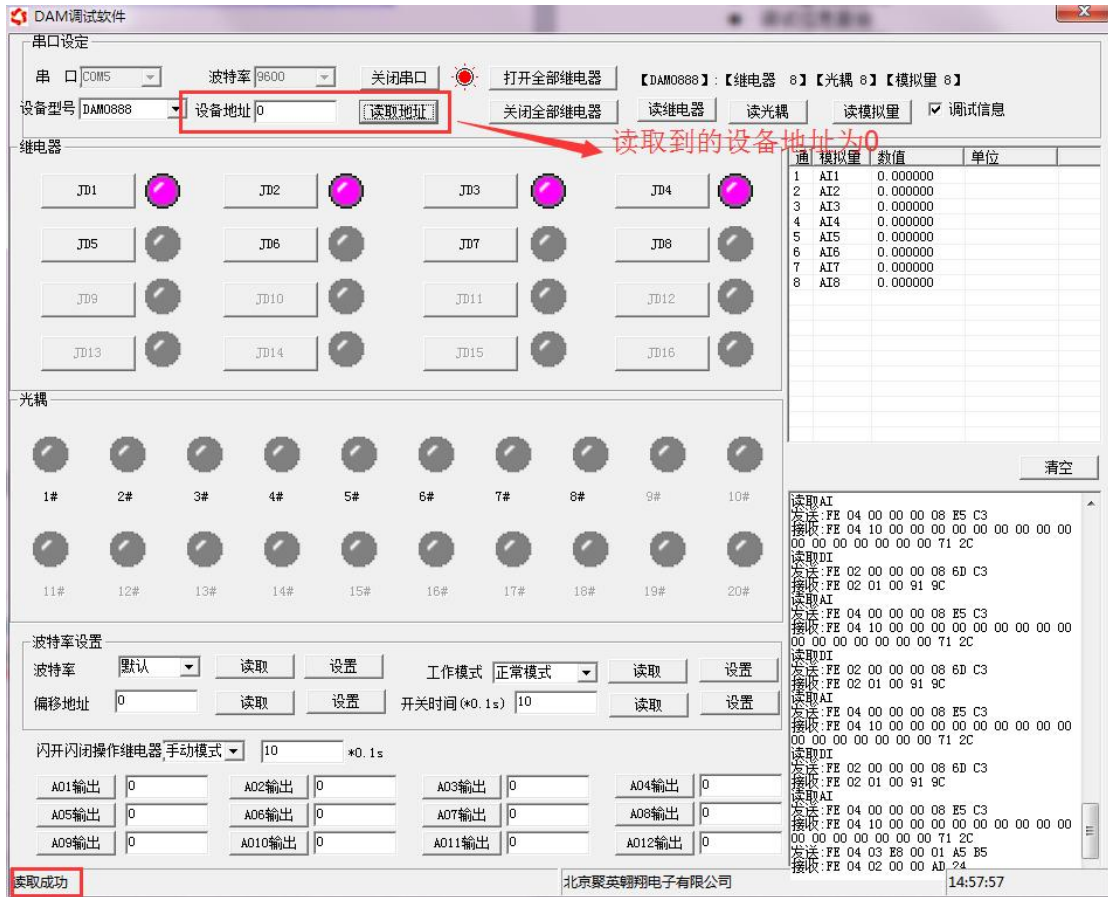 DAM调试软件
串口设定
串 口 COM5 波特率 9600 关闭串口 打开全部继电器 【DAM0888】:【继电器 8】【光耦 8】【模拟量 8】
设备型号 DAM0888 设备地址 0 读取地址 关闭全部继电器 读继电器 读光耦 读模拟量 调试信息
读取到的设备地址为0
继电器
JD1 JD2 JD3 JD4
JD5 JD6 JD7 JD8
JD9 JD10 JD11 JD12
JD13 JD14 JD15 JD16
通 模拟量 数值 单位
1 AI1 0.000000
2 AI2 0.000000
3 AI3 0.000000
4 AI4 0.000000
5 AI5 0.000000
6 AI6 0.000000
7 AI7 0.000000
8 AI8 0.000000
清空
光耦
1# 2# 3# 4# 5# 6# 7# 8# 9# 10#
11# 12# 13# 14# 15# 16# 17# 18# 19# 20#
读取AI
发送:FE 04 00 00 00 08 E5 C3
接收:FE 04 10 00 00 00 00 00 00 00 00 00
00 00 00 00 00 00 00 71 2C
读取DI
发送:FE 02 00 00 00 08 6D C3
接收:FE 02 01 00 91 9C
读取AI
发送:FE 04 00 00 00 08 E5 C3
接收:FE 04 10 00 00 00 00 00 00 00 00 00
00 00 00 00 00 00 00 71 2C
读取DI
发送:FE 02 00 00 00 08 6D C3
接收:FE 02 01 00 91 9C
读取AI
发送:FE 04 00 00 00 08 E5 C3
接收:FE 04 10 00 00 00 00 00 00 00 00 00
00 00 00 00 00 00 00 71 2C
读取DI
发送:FE 02 00 00 00 08 6D C3
接收:FE 02 01 00 91 9C
读取AI
发送:FE 04 00 00 00 08 E5 C3
接收:FE 04 10 00 00 00 00 00 00 00 00 00
00 00 00 00 00 00 00 71 2C
发送:FE 04 03 E8 00 01 A5 B5
接收:FE 04 02 00 00 AD 24
波特率设置
波特率 默认 读取 设置 工作模式 正常模式 读取 设置
偏移地址 0 读取 设置 开关时间(*0.1s) 10 读取 设置
闪开闪闭操作继电器 手动模式 10 *0.1s
AO1输出 0 AO2输出 0 AO3输出 0 AO4输出 0
AO5输出 0 AO6输出 0 AO7输出 0 AO8输出 0
AO9输出 0 AO10输出 0 AO11输出 0 AO12输出 0
读取成功 北京聚英翱翔电子有限公司 14:57:57